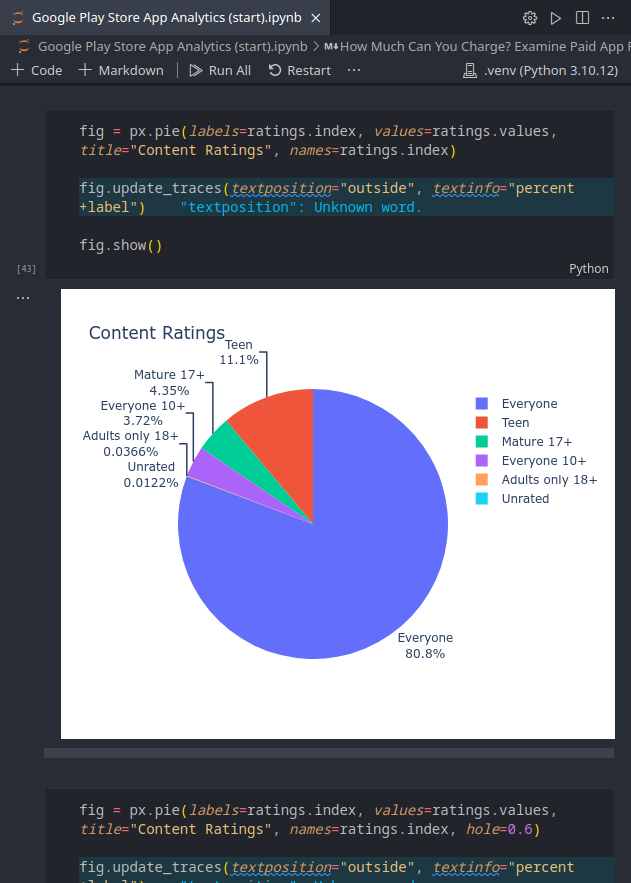 Google Play Store App Analytics (start).ipynb
Google Play Store App Analytics (start).ipynb > M↓How Much Can You Charge? Examine Paid App
+ Code + Markdown Run All Restart ··· .venv (Python 3.10.12)
fig = px.pie(labels=ratings.index, values=ratings.values,
title="Content Ratings", names=ratings.index)
fig.update_traces(textposition="outside", textinfo="percent
+label") "textposition": Unknown word.
fig.show()
[43]
Python
Content Ratings
Teen
11.1%
Mature 17+
4.35%
Everyone 10+
3.72%
Adults only 18+
0.0366%
Unrated
0.0122%
Everyone
80.8%
Everyone
Teen
Mature 17+
Everyone 10+
Adults only 18+
Unrated
fig = px.pie(labels=ratings.index, values=ratings.values,
title="Content Ratings", names=ratings.index, hole=0.6)
fig.update_traces(textposition="outside", textinfo="percent